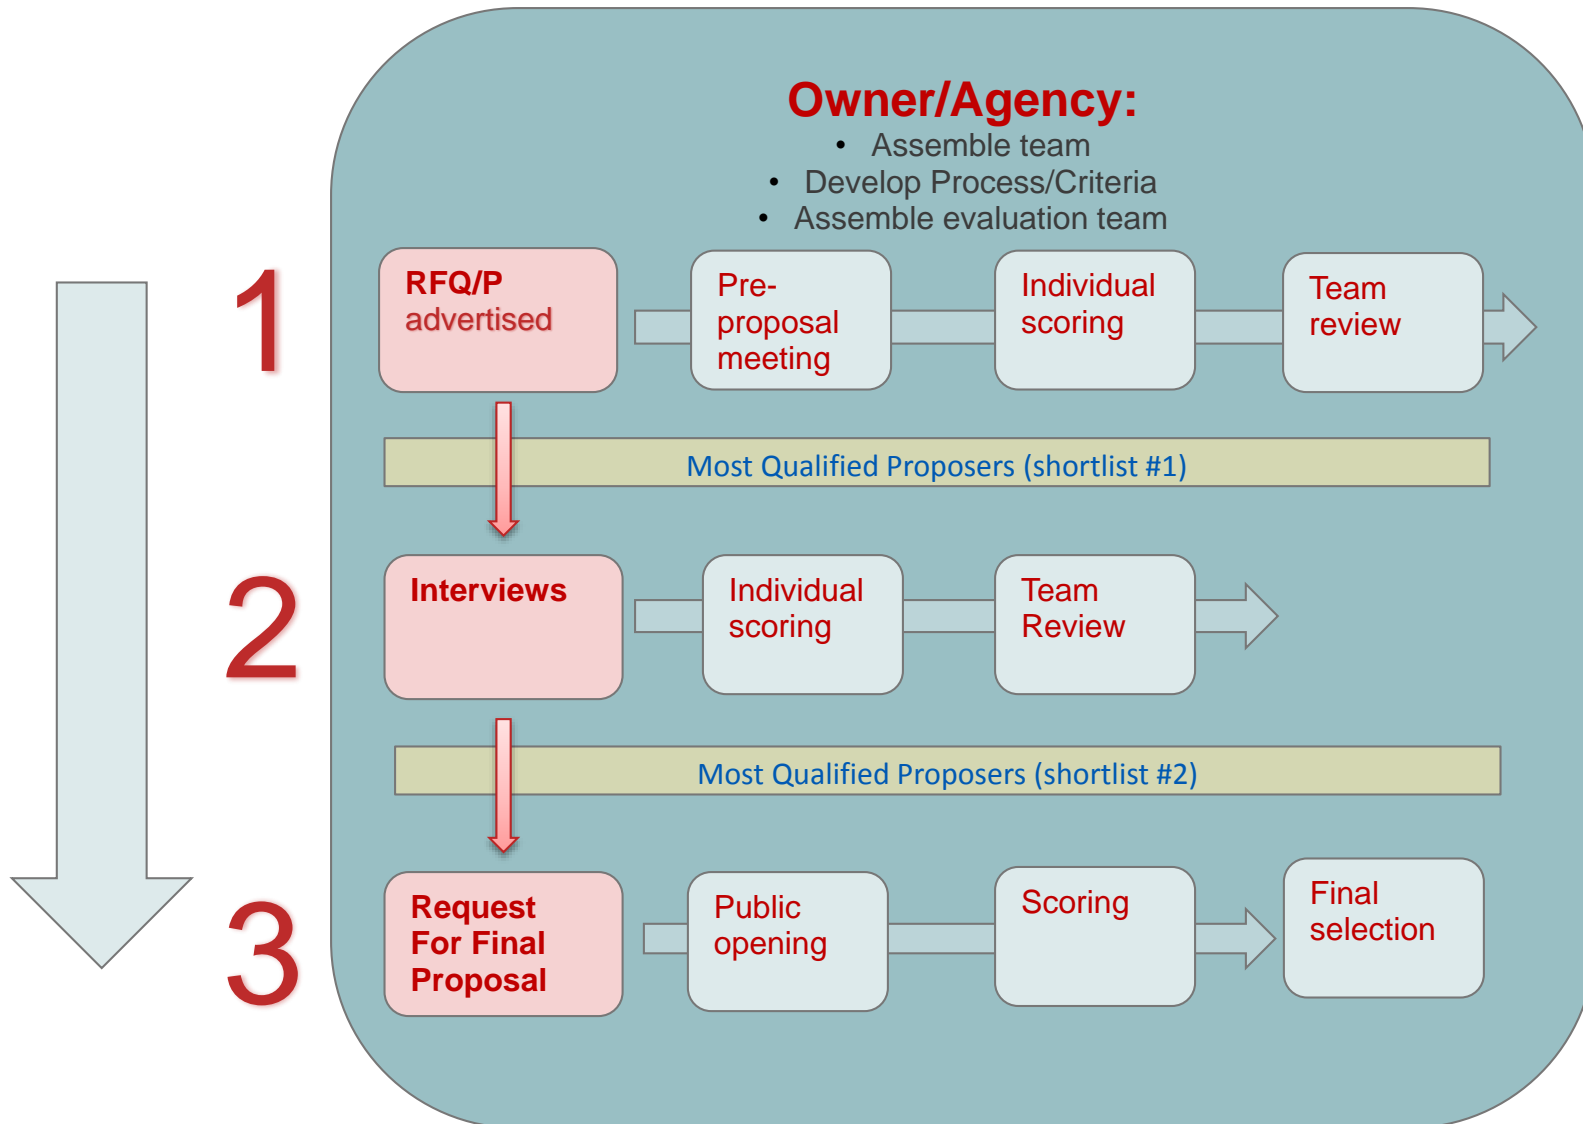 Owner/Agency:
• Assemble team
• Develop Process/Criteria
• Assemble evaluation team
1
RFQ/P
advertised
Pre-
proposal
meeting
Individual
scoring
Team
review
Most Qualified Proposers (shortlist #1)
2
Interviews
Individual
scoring
Team
Review
Most Qualified Proposers (shortlist #2)
3
Request
For Final
Proposal
Public
opening
Scoring
Final
selection